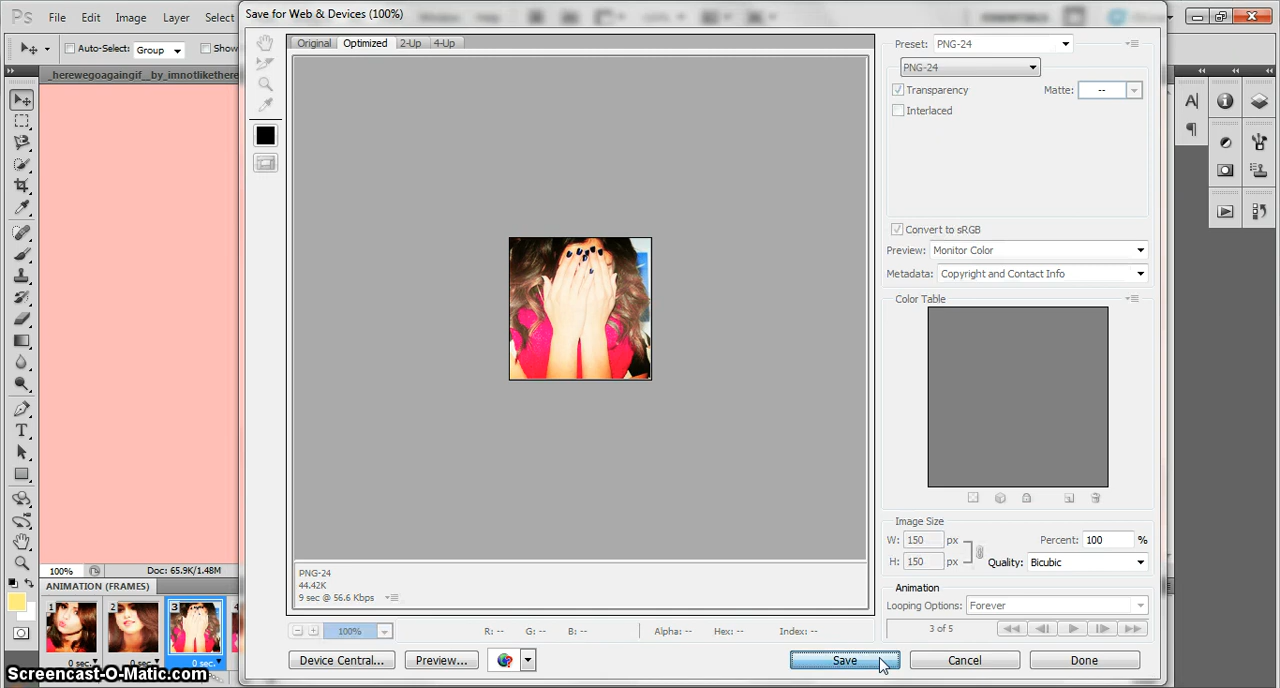 Ps File Edit Image Layer Select
Save for Web & Devices (100%)
Auto-Select: Group Show
_herewegoagaingif__by_imnotlikethere
Original Optimized 2-Up 4-Up
Preset: PNG-24
PNG-24
Transparency Matte: --
Interlaced
Convert to sRGB
Preview: Monitor Color
Metadata: Copyright and Contact Info
Color Table
Image Size
W: 150 px Percent: 100 %
H: 150 px Quality: Bicubic
Animation
Looping Options: Forever
3 of 5
PNG-24
44.42K
9 sec @ 56.6 Kbps
100% R: -- G: -- B: -- Alpha: -- Hex: -- Index: --
Device Central... Preview... Save Cancel Done
100% Doc: 65.9K/1.48M
ANIMATION (FRAMES)
1 2 3 4
0 sec. 0 sec. 0 sec.
Screencast-O-Matic.com